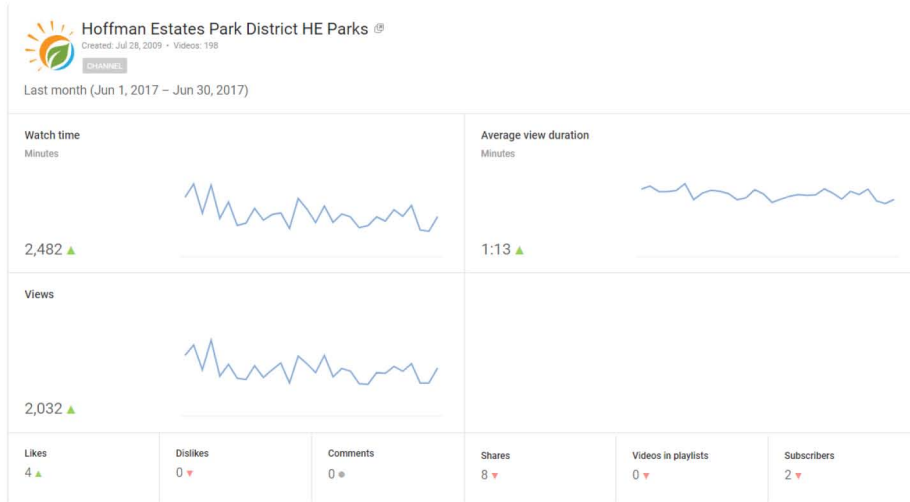 Hoffman Estates Park District HE Parks
Created: Jul 28, 2009 • Videos: 198
CHANNEL
Last month (Jun 1, 2017 – Jun 30, 2017)
Watch time
Minutes
2,482
Average view duration
Minutes
1:13
Views
2,032
Likes
4
Dislikes
0
Comments
0
Shares
8
Videos in playlists
0
Subscribers
2